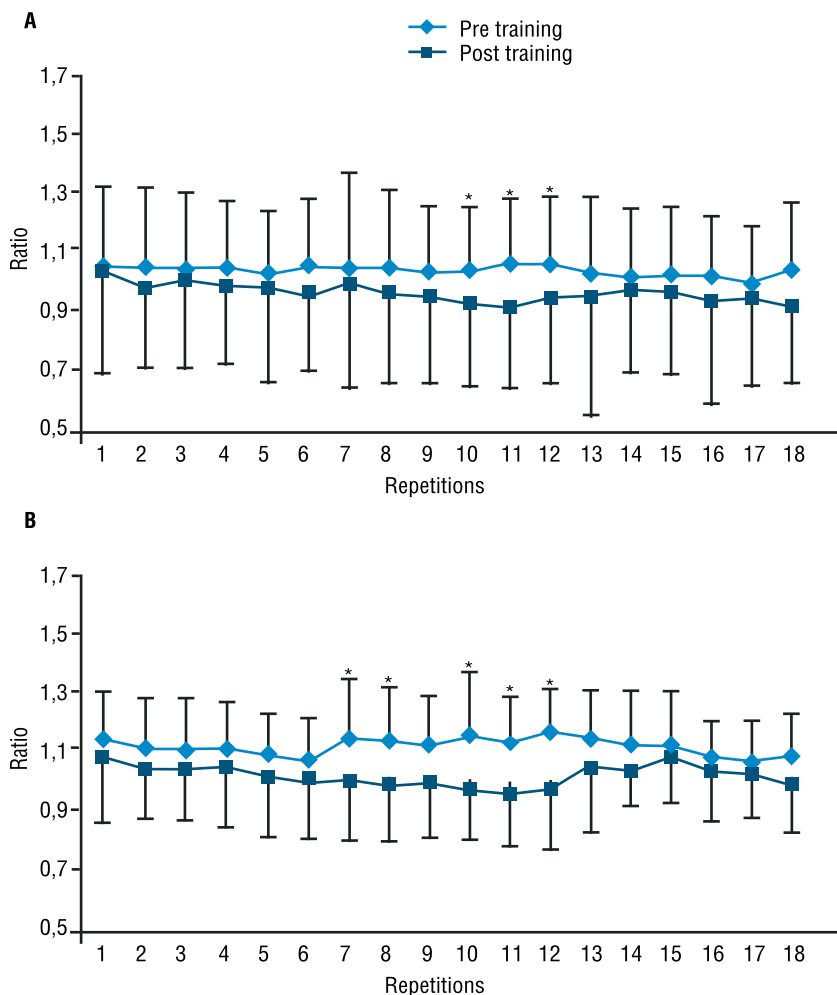 A
Pre training
Post training
1,7
1,5
1,3
1,1
0,9
0,7
0,5
Ratio
* * *
1 2 3 4 5 6 7 8 9 10 11 12 13 14 15 16 17 18
Repetitions
B
1,7
1,5
1,3
1,1
0,9
0,7
0,5
Ratio
* * * * *
1 2 3 4 5 6 7 8 9 10 11 12 13 14 15 16 17 18
Repetitions